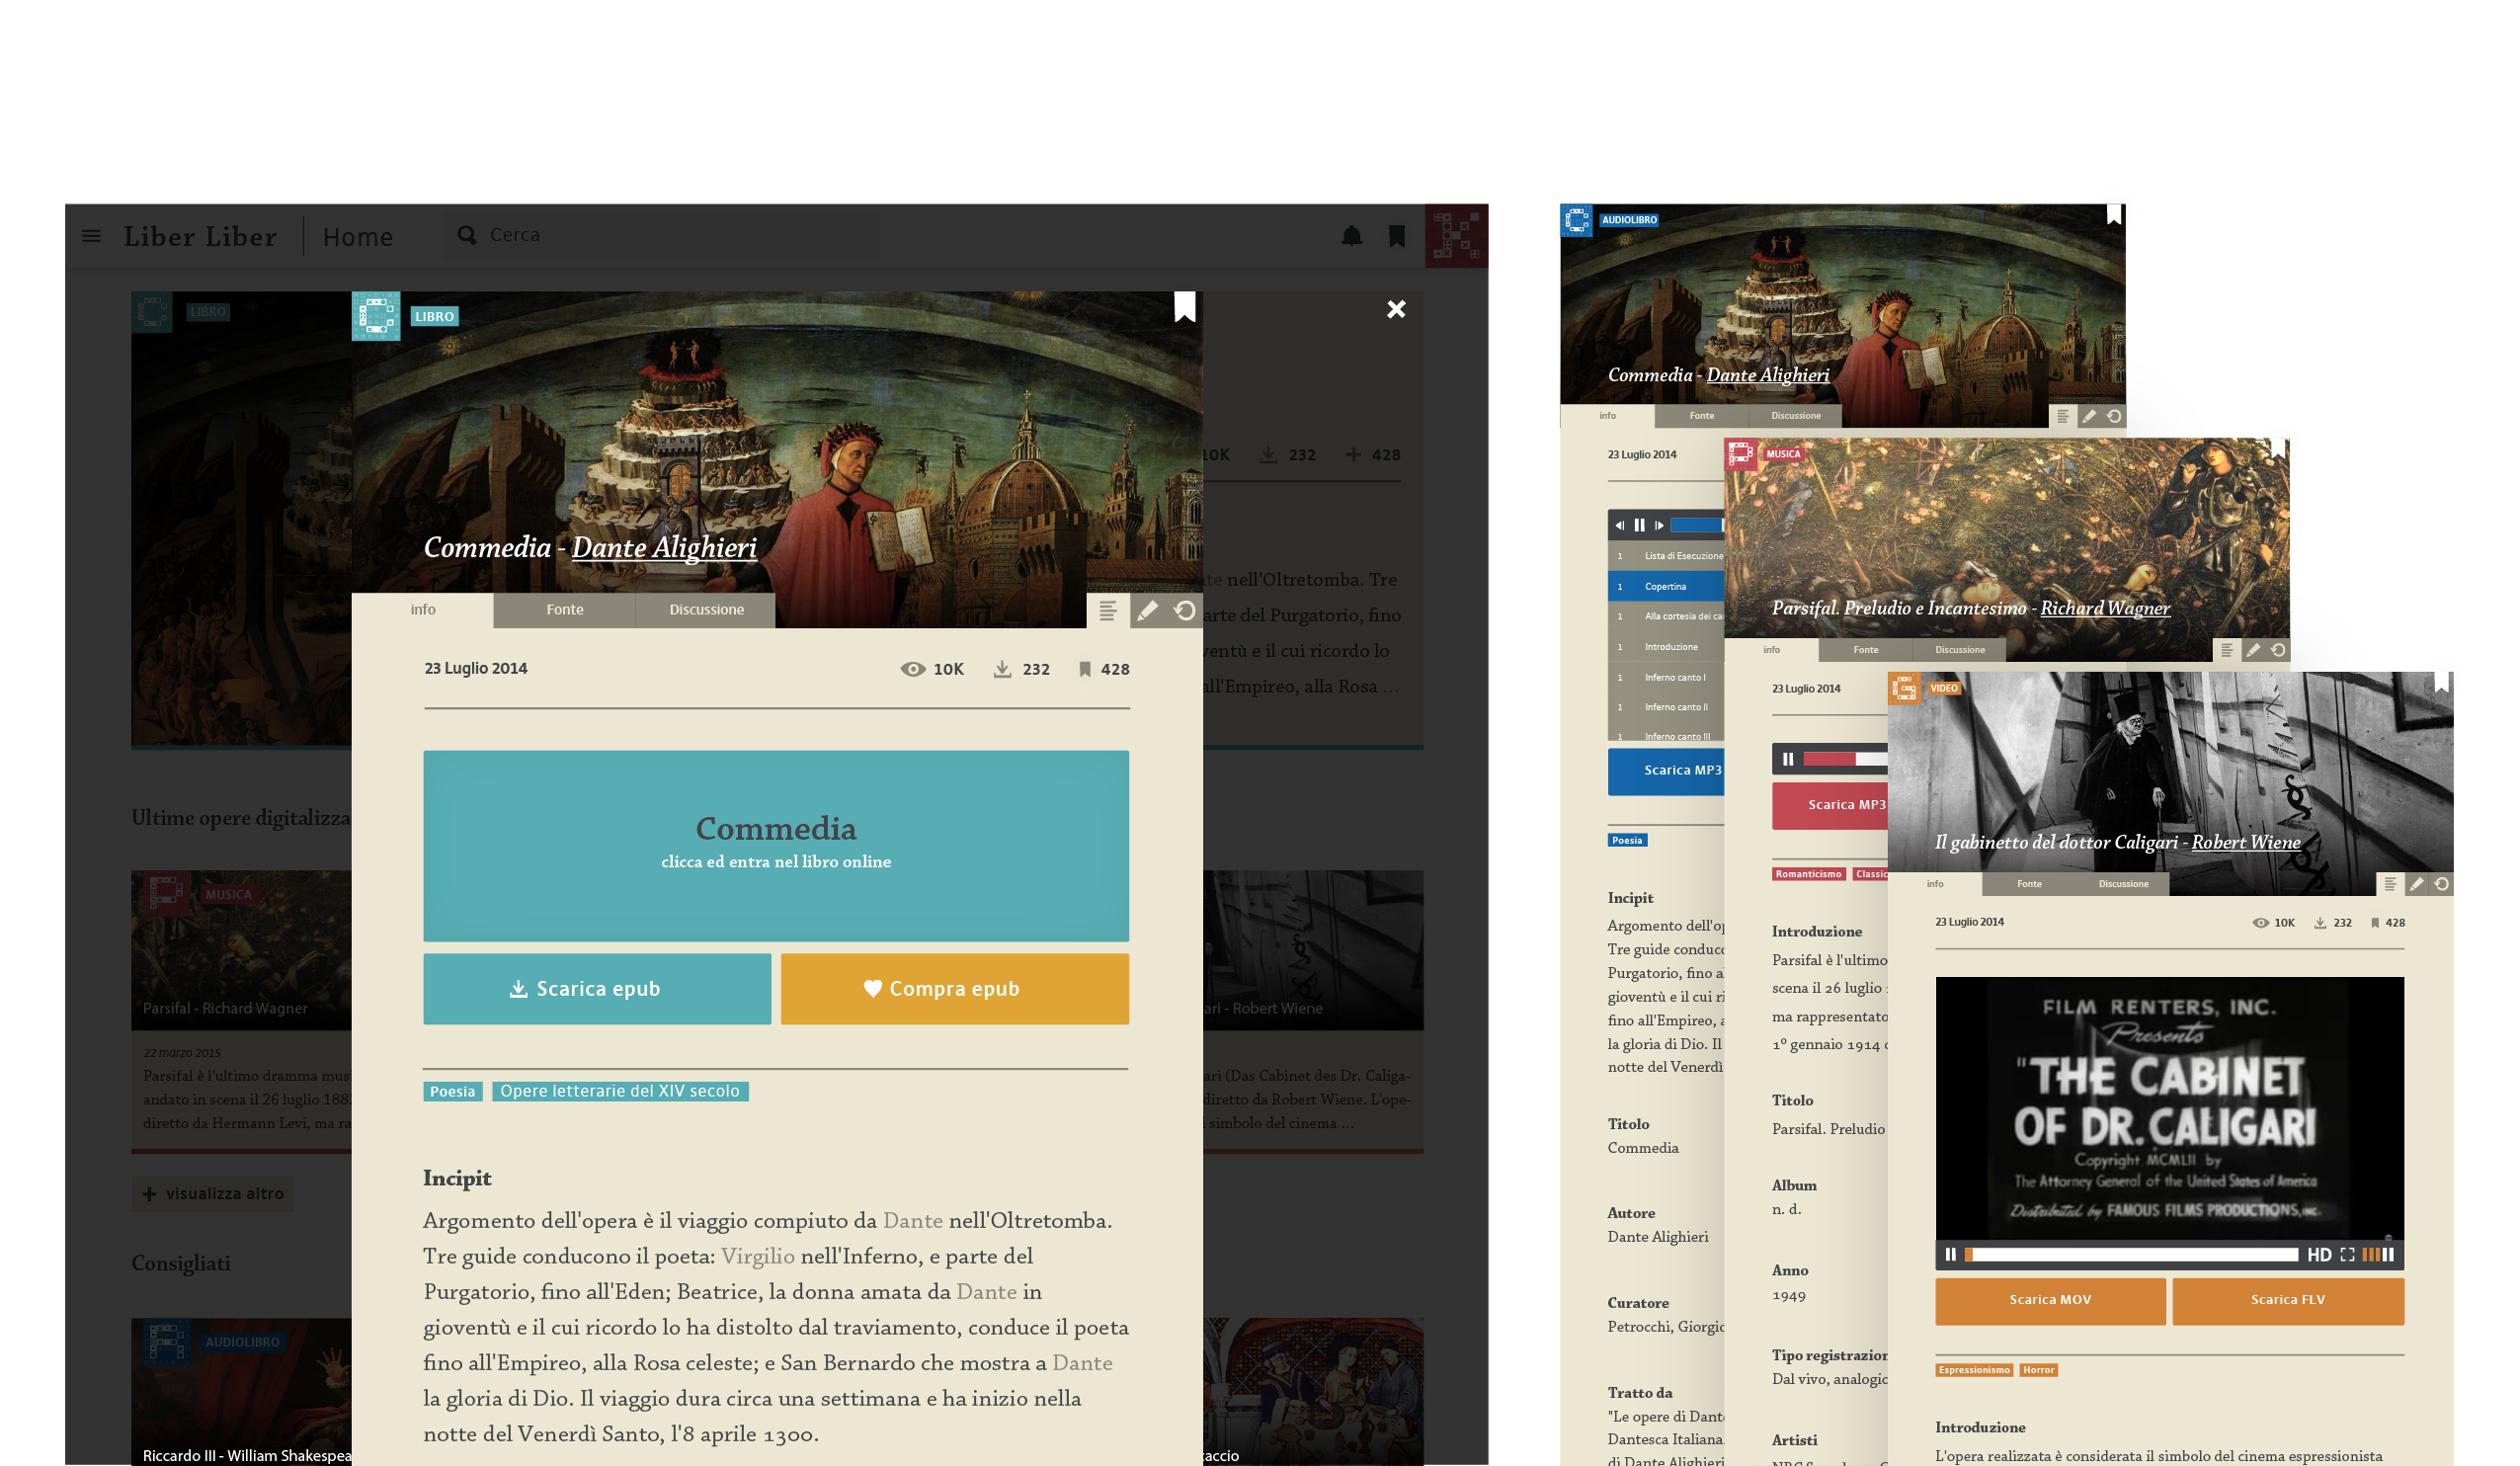 Liber Liber
Home
Cerca
LIBRO
10K
232
428
nell'Oltretomba. Tre
arte del Purgatorio, fino
ventù e il cui ricordo lo
all'Empireo, alla Rosa ...
Ultime opere digitalizza
MUSICA
Parsifal - Richard Wagner
22 marzo 2015
Parsifal è l'ultimo dramma mus
andato in scena il 26 luglio 188
diretto da Hermann Levi, ma ra
ari - Robert Wiene
ari (Das Cabinet des Dr. Caliga-
diretto da Robert Wiene. L'ope-
simbolo del cinema ...
visualizza altro
Consigliati
AUDIOLIBRO
Riccardo III - William Shakespea
caccio
LIBRO
Commedia - Dante Alighieri
info
Fonte
Discussione
23 Luglio 2014
10K
232
428
Commedia
clicca ed entra nel libro online
Scarica epub
Compra epub
Poesia
Opere letterarie del XIV secolo
Incipit
Argomento dell'opera è il viaggio compiuto da Dante nell'Oltretomba.
Tre guide conducono il poeta: Virgilio nell'Inferno, e parte del
Purgatorio, fino all'Eden; Beatrice, la donna amata da Dante in
gioventù e il cui ricordo lo ha distolto dal traviamento, conduce il poeta
fino all'Empireo, alla Rosa celeste; e San Bernardo che mostra a Dante
la gloria di Dio. Il viaggio dura circa una settimana e ha inizio nella
notte del Venerdì Santo, l'8 aprile 1300.
AUDIOLIBRO
Commedia - Dante Alighieri
info
Fonte
Discussione
23 Luglio 2014
1 Lista di Esecuzione
1 Copertina
1 Alla cortesia dei ca
1 Introduzione
1 Inferno canto I
1 Inferno canto II
1 Inferno canto III
Scarica MP3
Poesia
Incipit
Argomento dell'op
Tre guide conduco
Purgatorio, fino a
gioventù e il cui ri
fino all'Empireo, a
la gloria di Dio. Il
notte del Venerdì
Titolo
Commedia
Autore
Dante Alighieri
Curatore
Petrocchi, Giorgio
Tratto da
"Le opere di Dante
Dantesca Italiana.
di Dante Alighieri
MUSICA
Parsifal. Preludio e Incantesimo - Richard Wagner
info
Fonte
Discussione
23 Luglio 2014
Scarica MP3
Romanticismo
Classic
Introduzione
Parsifal è l'ultimo
scena il 26 luglio
ma rappresentato
1º gennaio 1914
Titolo
Parsifal. Preludio
Album
n. d.
Anno
1949
Tipo registrazion
Dal vivo, analogic
Artisti
VIDEO
Il gabinetto del dottor Caligari - Robert Wiene
info
Fonte
Discussione
23 Luglio 2014
10K
232
428
FILM RENTERS, INC.
Presents
"THE CABINET
OF DR. CALIGARI
Copyright MCMLII by
The Attorney General of the United States of America
Distributed by FAMOUS FILMS PRODUCTIONS, INC.
HD
Scarica MOV
Scarica FLV
Espressionismo
Horror
Introduzione
L'opera realizzata è considerata il simbolo del cinema espressionista